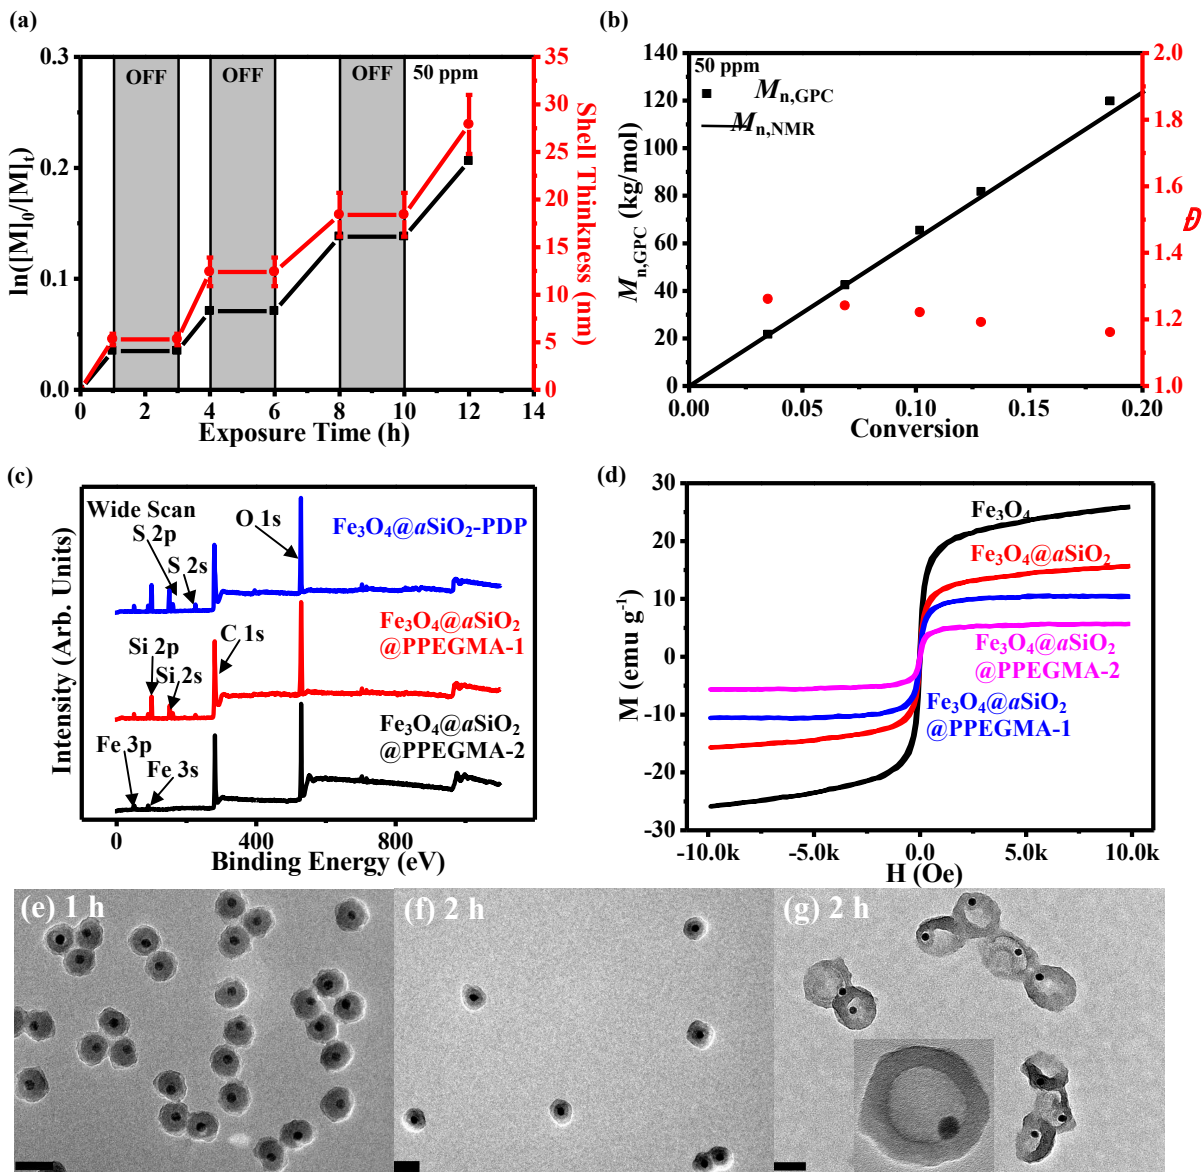 (a)
0.3
0.2
0.1
0.0
ln([M]₀/[M]ₜ)
OFF
OFF
OFF
50 ppm
35
30
25
20
15
10
5
0
Shell Thinkness (nm)
0
2
4
6
8
10
12
14
Exposure Time (h)
(b)
140
120
100
80
60
40
20
0
Mn,GPC (kg/mol)
50 ppm
Mn,GPC
Mn,NMR
2.0
1.8
1.6
1.4
1.2
1.0
Đ
0.00
0.05
0.10
0.15
0.20
Conversion
(c)
Intensity (Arb. Units)
Wide Scan
S 2p
S 2s
O 1s
Fe₃O₄@aSiO₂-PDP
Si 2p
Si 2s
C 1s
Fe₃O₄@aSiO₂
@PPEGMA-1
Fe 3p
Fe 3s
Fe₃O₄@aSiO₂
@PPEGMA-2
0
400
800
Binding Energy (eV)
(d)
30
20
10
0
-10
-20
-30
M (emu g⁻¹)
Fe₃O₄
Fe₃O₄@aSiO₂
Fe₃O₄@aSiO₂
@PPEGMA-2
Fe₃O₄@aSiO₂
@PPEGMA-1
-10.0k
-5.0k
0.0
5.0k
10.0k
H (Oe)
(e) 1 h
(f) 2 h
(g) 2 h